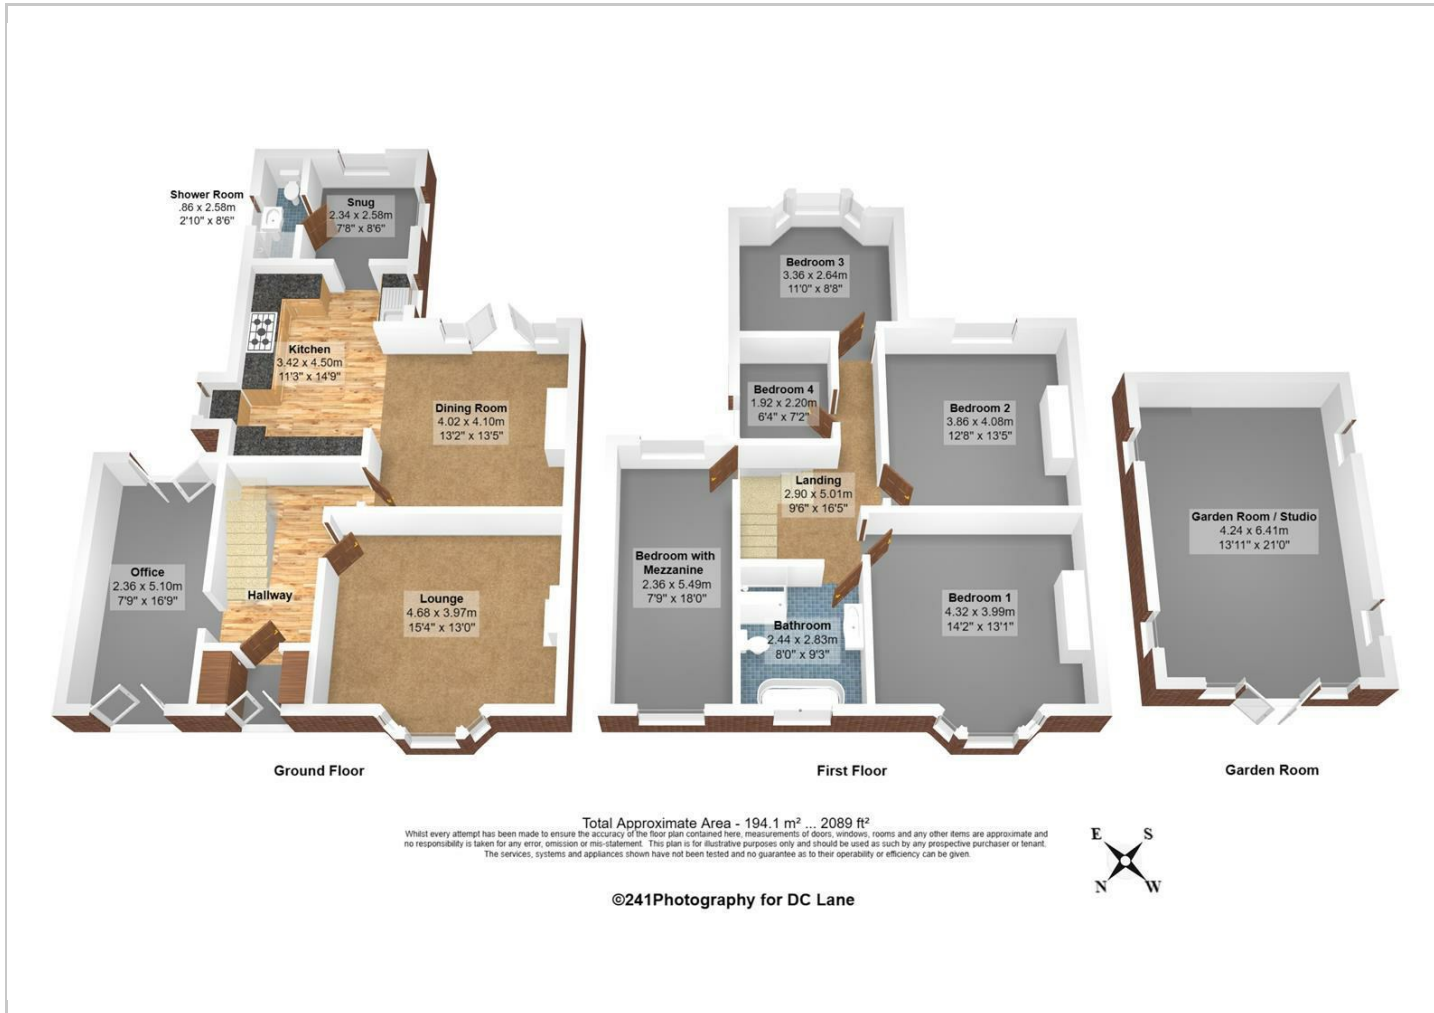 Shower Room
.86 x 2.58m
2'10" x 8'6"
Snug
2.34 x 2.58m
7'8" x 8'6"
Kitchen
3.42 x 4.50m
11'3" x 14'9"
Dining Room
4.02 x 4.10m
13'2" x 13'5"
Office
2.36 x 5.10m
7'9" x 16'9"
Hallway
Lounge
4.68 x 3.97m
15'4" x 13'0"
Ground Floor
Bedroom 3
3.36 x 2.64m
11'0" x 8'8"
Bedroom 4
1.92 x 2.20m
6'4" x 7'2"
Bedroom 2
3.86 x 4.08m
12'8" x 13'5"
Landing
2.90 x 5.01m
9'6" x 16'5"
Bedroom with
Mezzanine
2.36 x 5.49m
7'9" x 18'0"
Bathroom
2.44 x 2.83m
8'0" x 9'3"
Bedroom 1
4.32 x 3.99m
14'2" x 13'1"
First Floor
Garden Room / Studio
4.24 x 6.41m
13'11" x 21'0"
Garden Room
Total Approximate Area - 194.1 m² ... 2089 ft²
Whilst every attempt has been made to ensure the accuracy of the floor plan contained here, measurements of doors, windows, rooms and any other items are approximate and
no responsibility is taken for any error, omission or mis-statement. This plan is for illustrative purposes only and should be used as such by any prospective purchaser or tenant.
The services, systems and appliances shown have not been tested and no guarantee as to their operability or efficiency can be given.
©241Photography for DC Lane
E S
N W